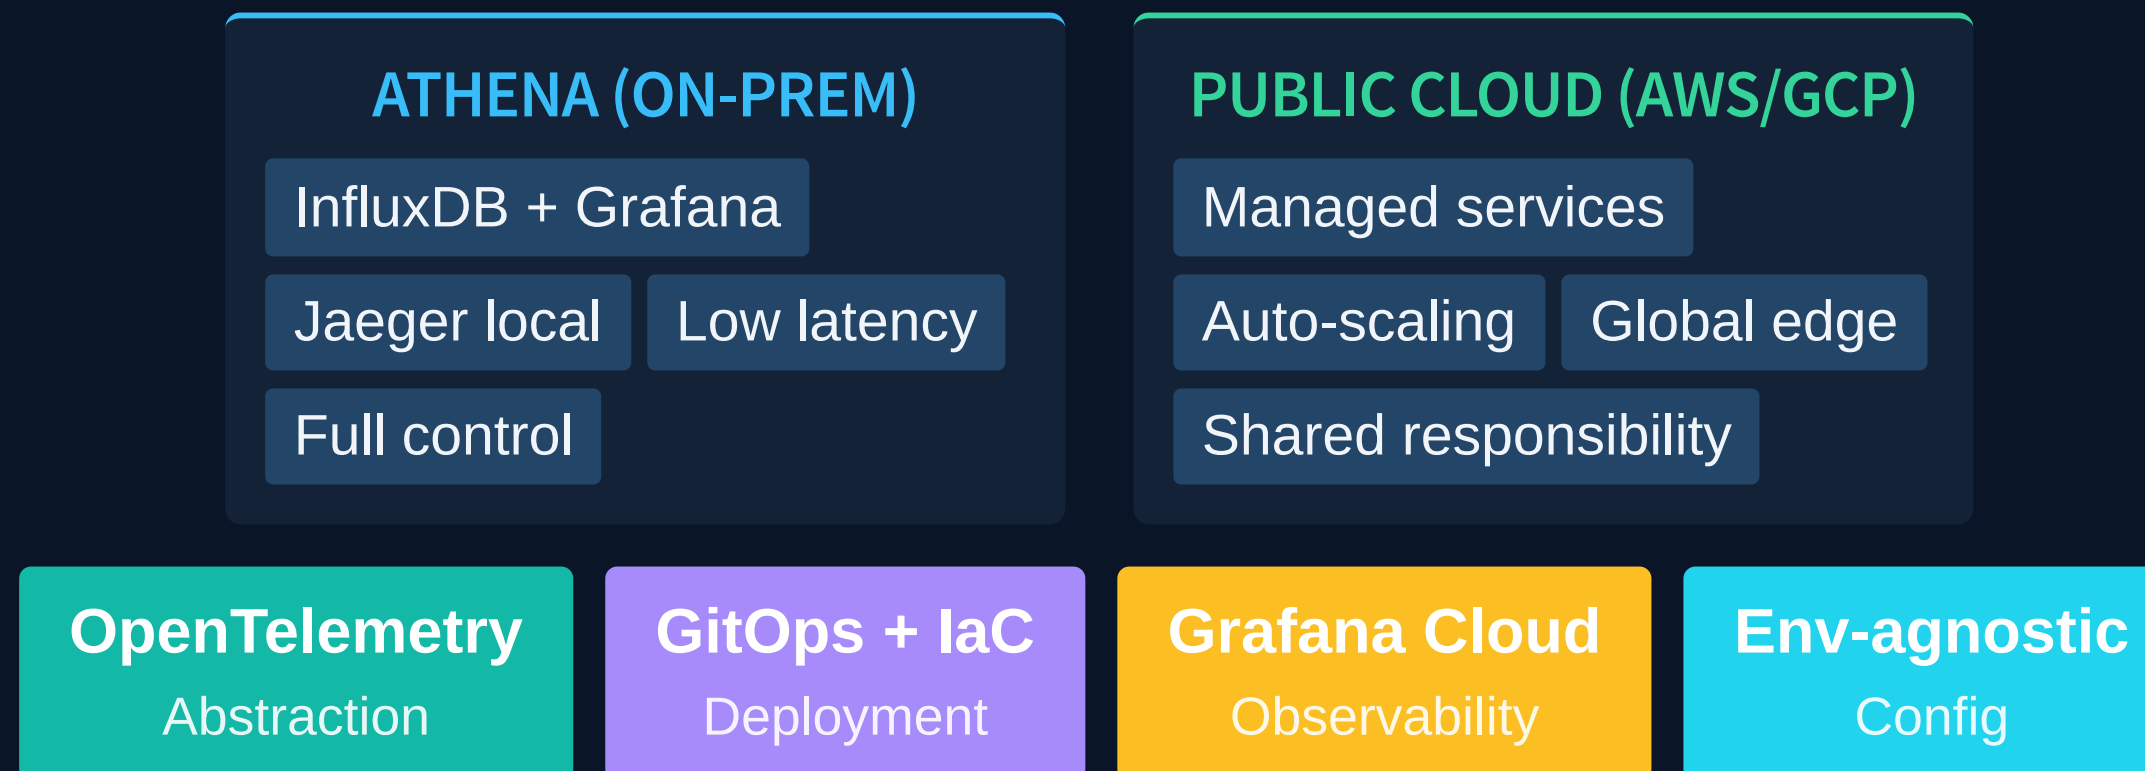 ATHENA (ON-PREM)
InfluxDB + Grafana
Jaeger local
Low latency
Full control
PUBLIC CLOUD (AWS/GCP)
Managed services
Auto-scaling
Global edge
Shared responsibility
OpenTelemetry
Abstraction
GitOps + IaC
Deployment
Grafana Cloud
Observability
Env-agnostic
Config